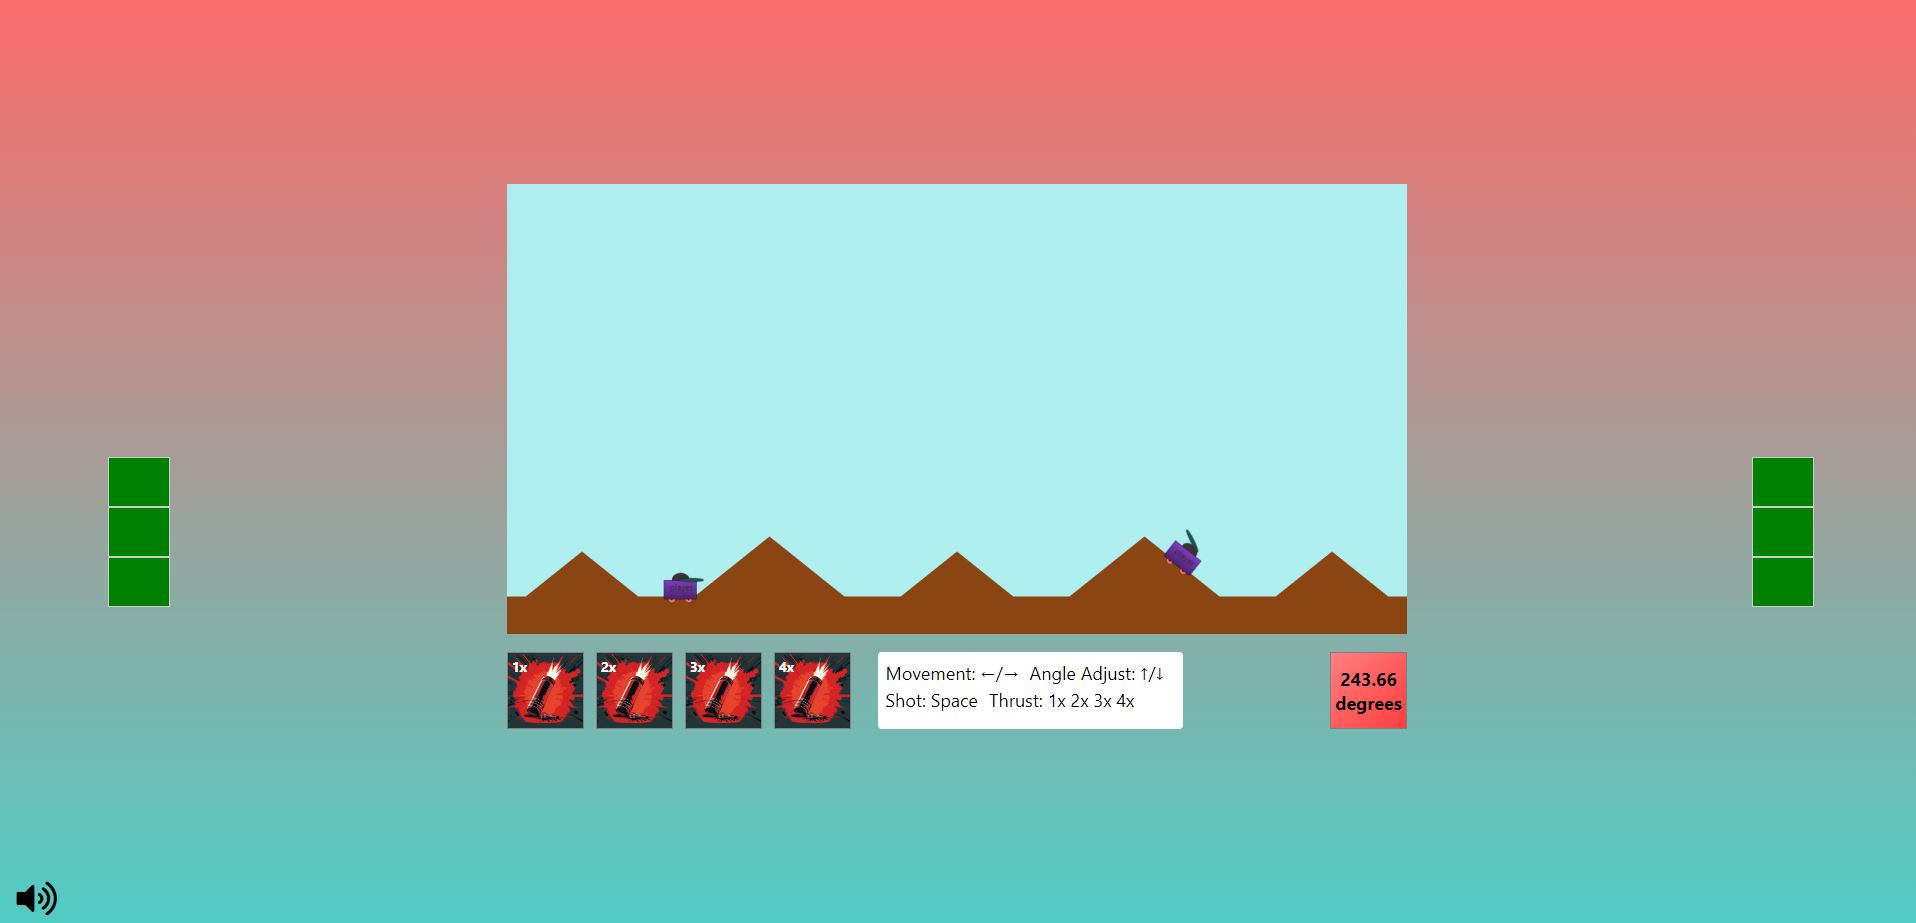 1x
2x
3x
4x
Movement: ←/→ Angle Adjust: ↑/↓
Shot: Space Thrust: 1x 2x 3x 4x
243.66
degrees